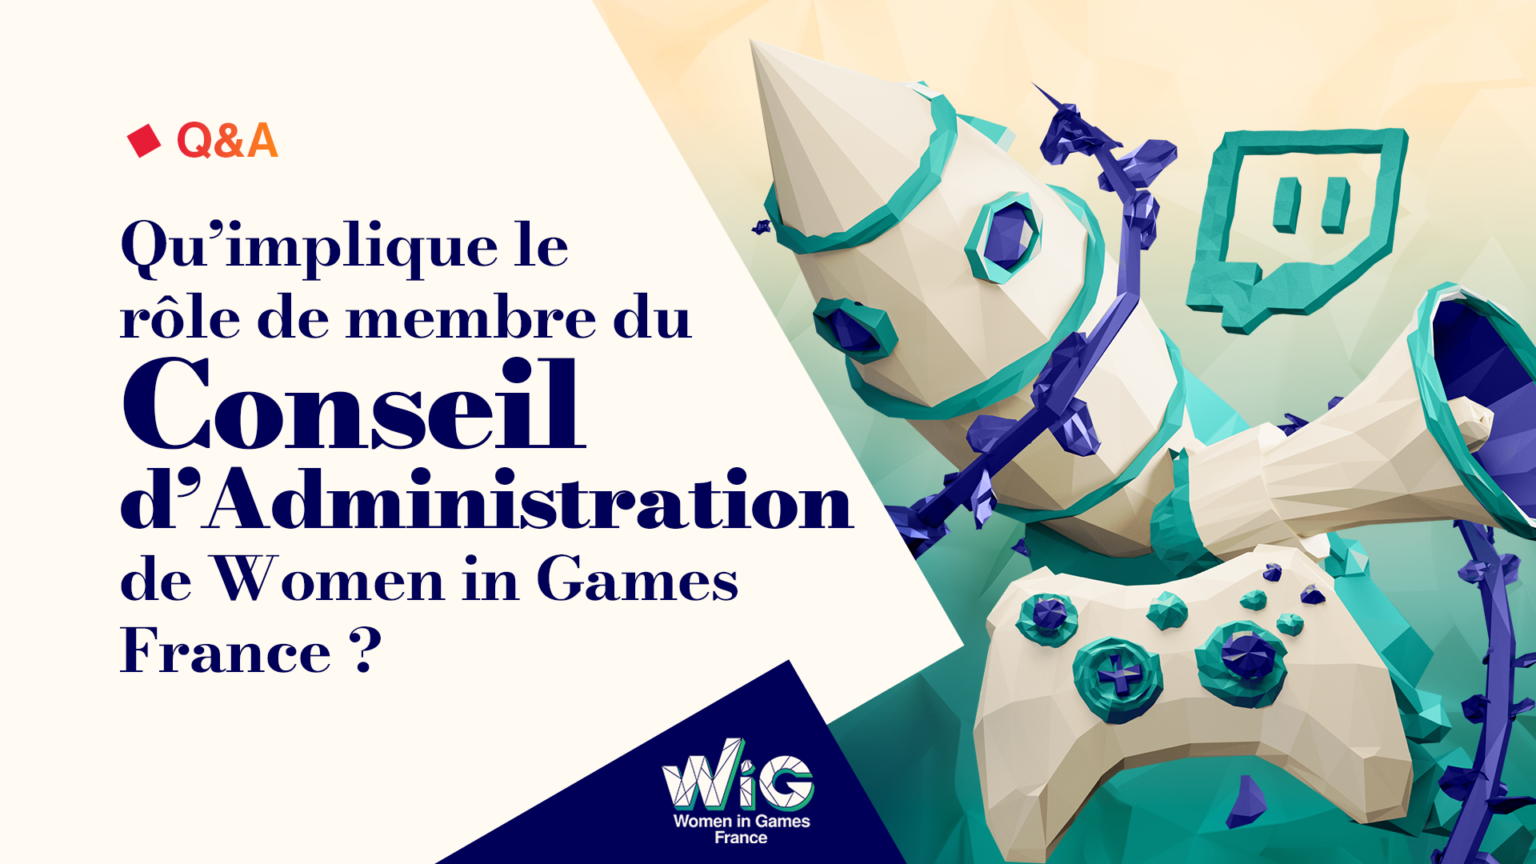 Q&A
Qu’implique le
rôle de membre du
Conseil
d’Administration
de Women in Games
France ?
WiG
Women in Games
France